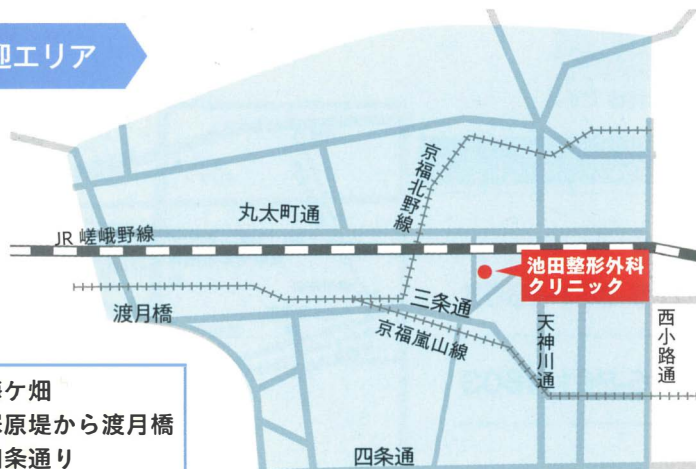 迎エリア
京福北野線
丸太町通
JR 嵯峨野線
池田整形外科
クリニック
三条通
渡月橋
京福嵐山線
天神川通
西小路通
ケ畑
原堤から渡月橋
条通り
四条通